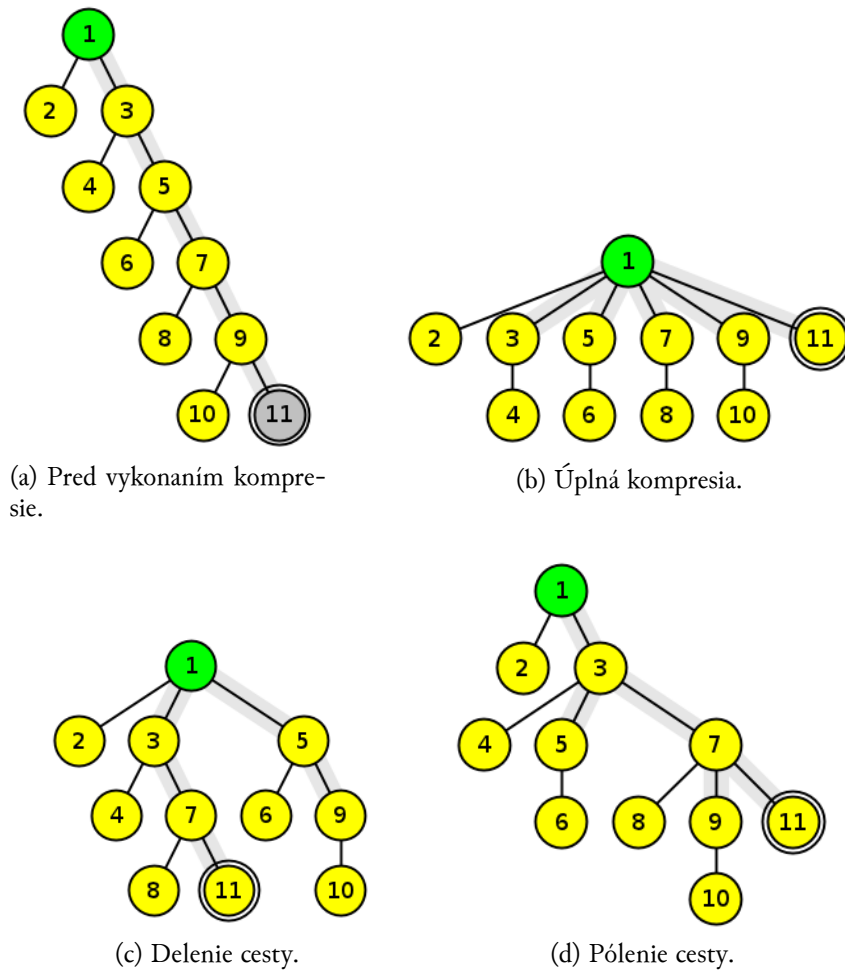 1
2 3
4 5
6 7
8 9
10 11
(a) Pred vykonaním kompre-
sie.
1
2 3 5 7 9 11
4 6 8 10
(b) Úplná kompresia.
1
2 3 5
4 7 6 9
8 11 10
(c) Delenie cesty.
1
2 3
4 5 7
6 8 9 11
10
(d) Pólenie cesty.